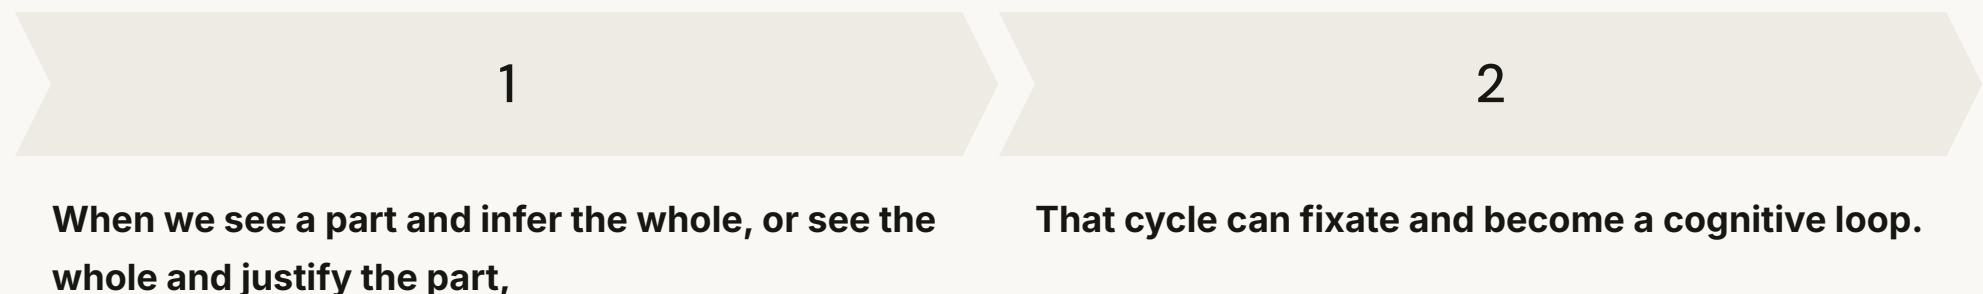 1
When we see a part and infer the whole, or see the
whole and justify the part,
2
That cycle can fixate and become a cognitive loop.